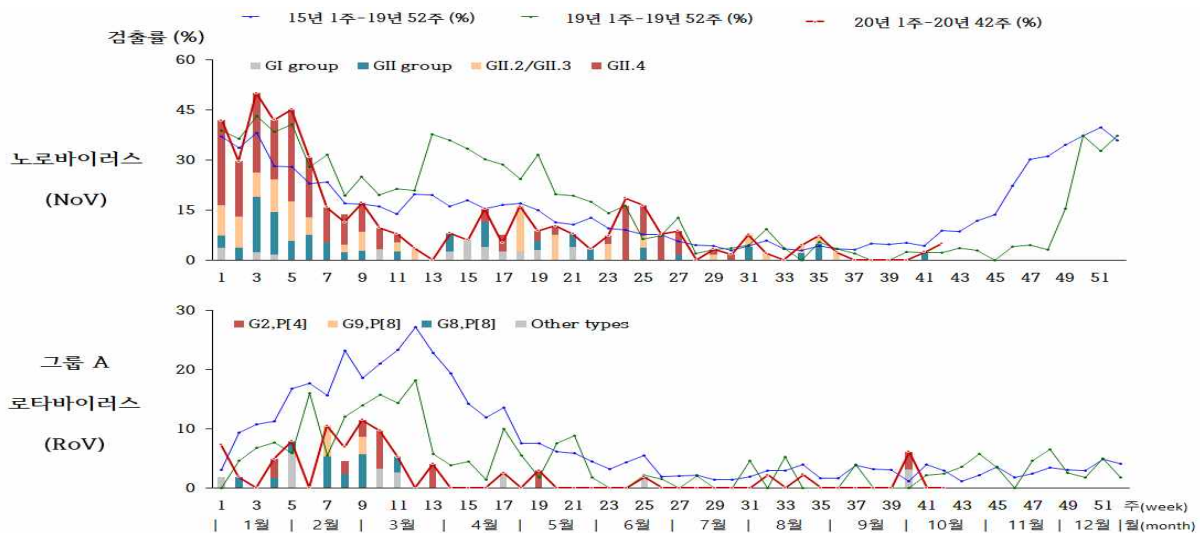 15년 1주-19년 52주 (%) 19년 1주-19년 52주 (%) 20년 1주-20년 42주 (%)
검출률 (%)
60
GI group GII group GII.2/GII.3 GII.4
45
노로바이러스
30
(NoV)
15
0
1 3 5 7 9 11 13 15 17 19 21 23 25 27 29 31 33 35 37 39 41 43 45 47 49 51
30
G2,P[4] G9,P[8] G8,P[8] Other types
그룹 A
20
로타바이러스
(RoV)
10
0
1 3 5 7 9 11 13 15 17 19 21 23 25 27 29 31 33 35 37 39 41 43 45 47 49 51 주(week)
| 1월 | 2월 | 3월 | 4월 | 5월 | 6월 | 7월 | 8월 | 9월 | 10월 | 11월 | 12월 | 월(month)